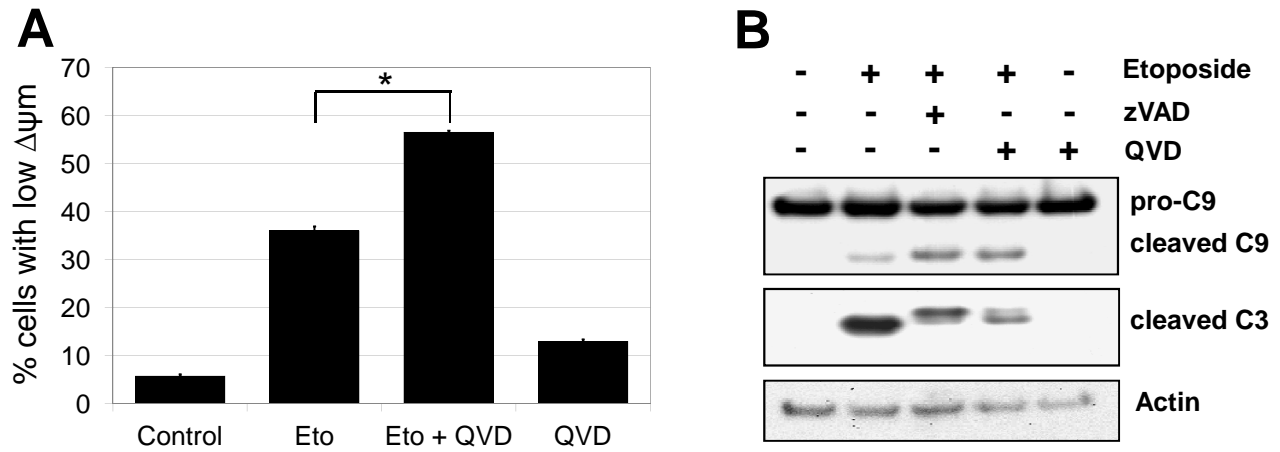 A
% cells with low Δψm
70
60
50
40
30
20
10
0
*
Control Eto Eto + QVD QVD
B
- + + + - Etoposide
- - + - - zVAD
- - - + + QVD
pro-C9
cleaved C9
cleaved C3
Actin